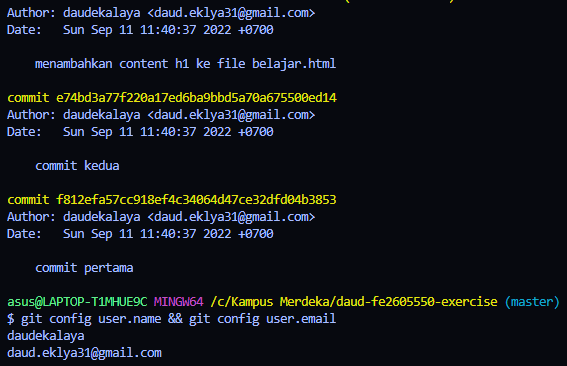 Author: daudekalaya <daud.eklya31@gmail.com>
Date:   Sun Sep 11 11:40:37 2022 +0700
menambahkan content h1 ke file belajar.html
commit e74bd3a77f220a17ed6ba9bbd5a70a675500ed14
Author: daudekalaya <daud.eklya31@gmail.com>
Date:   Sun Sep 11 11:40:37 2022 +0700
commit kedua
commit f812efa57cc918ef4c34064d47ce32dfd04b3853
Author: daudekalaya <daud.eklya31@gmail.com>
Date:   Sun Sep 11 11:40:37 2022 +0700
commit pertama
asus@LAPTOP-T1MHUE9C MINGW64 /c/Kampus Merdeka/daud-fe2605550-exercise (master)
$ git config user.name && git config user.email
daudekalaya
daud.eklya31@gmail.com